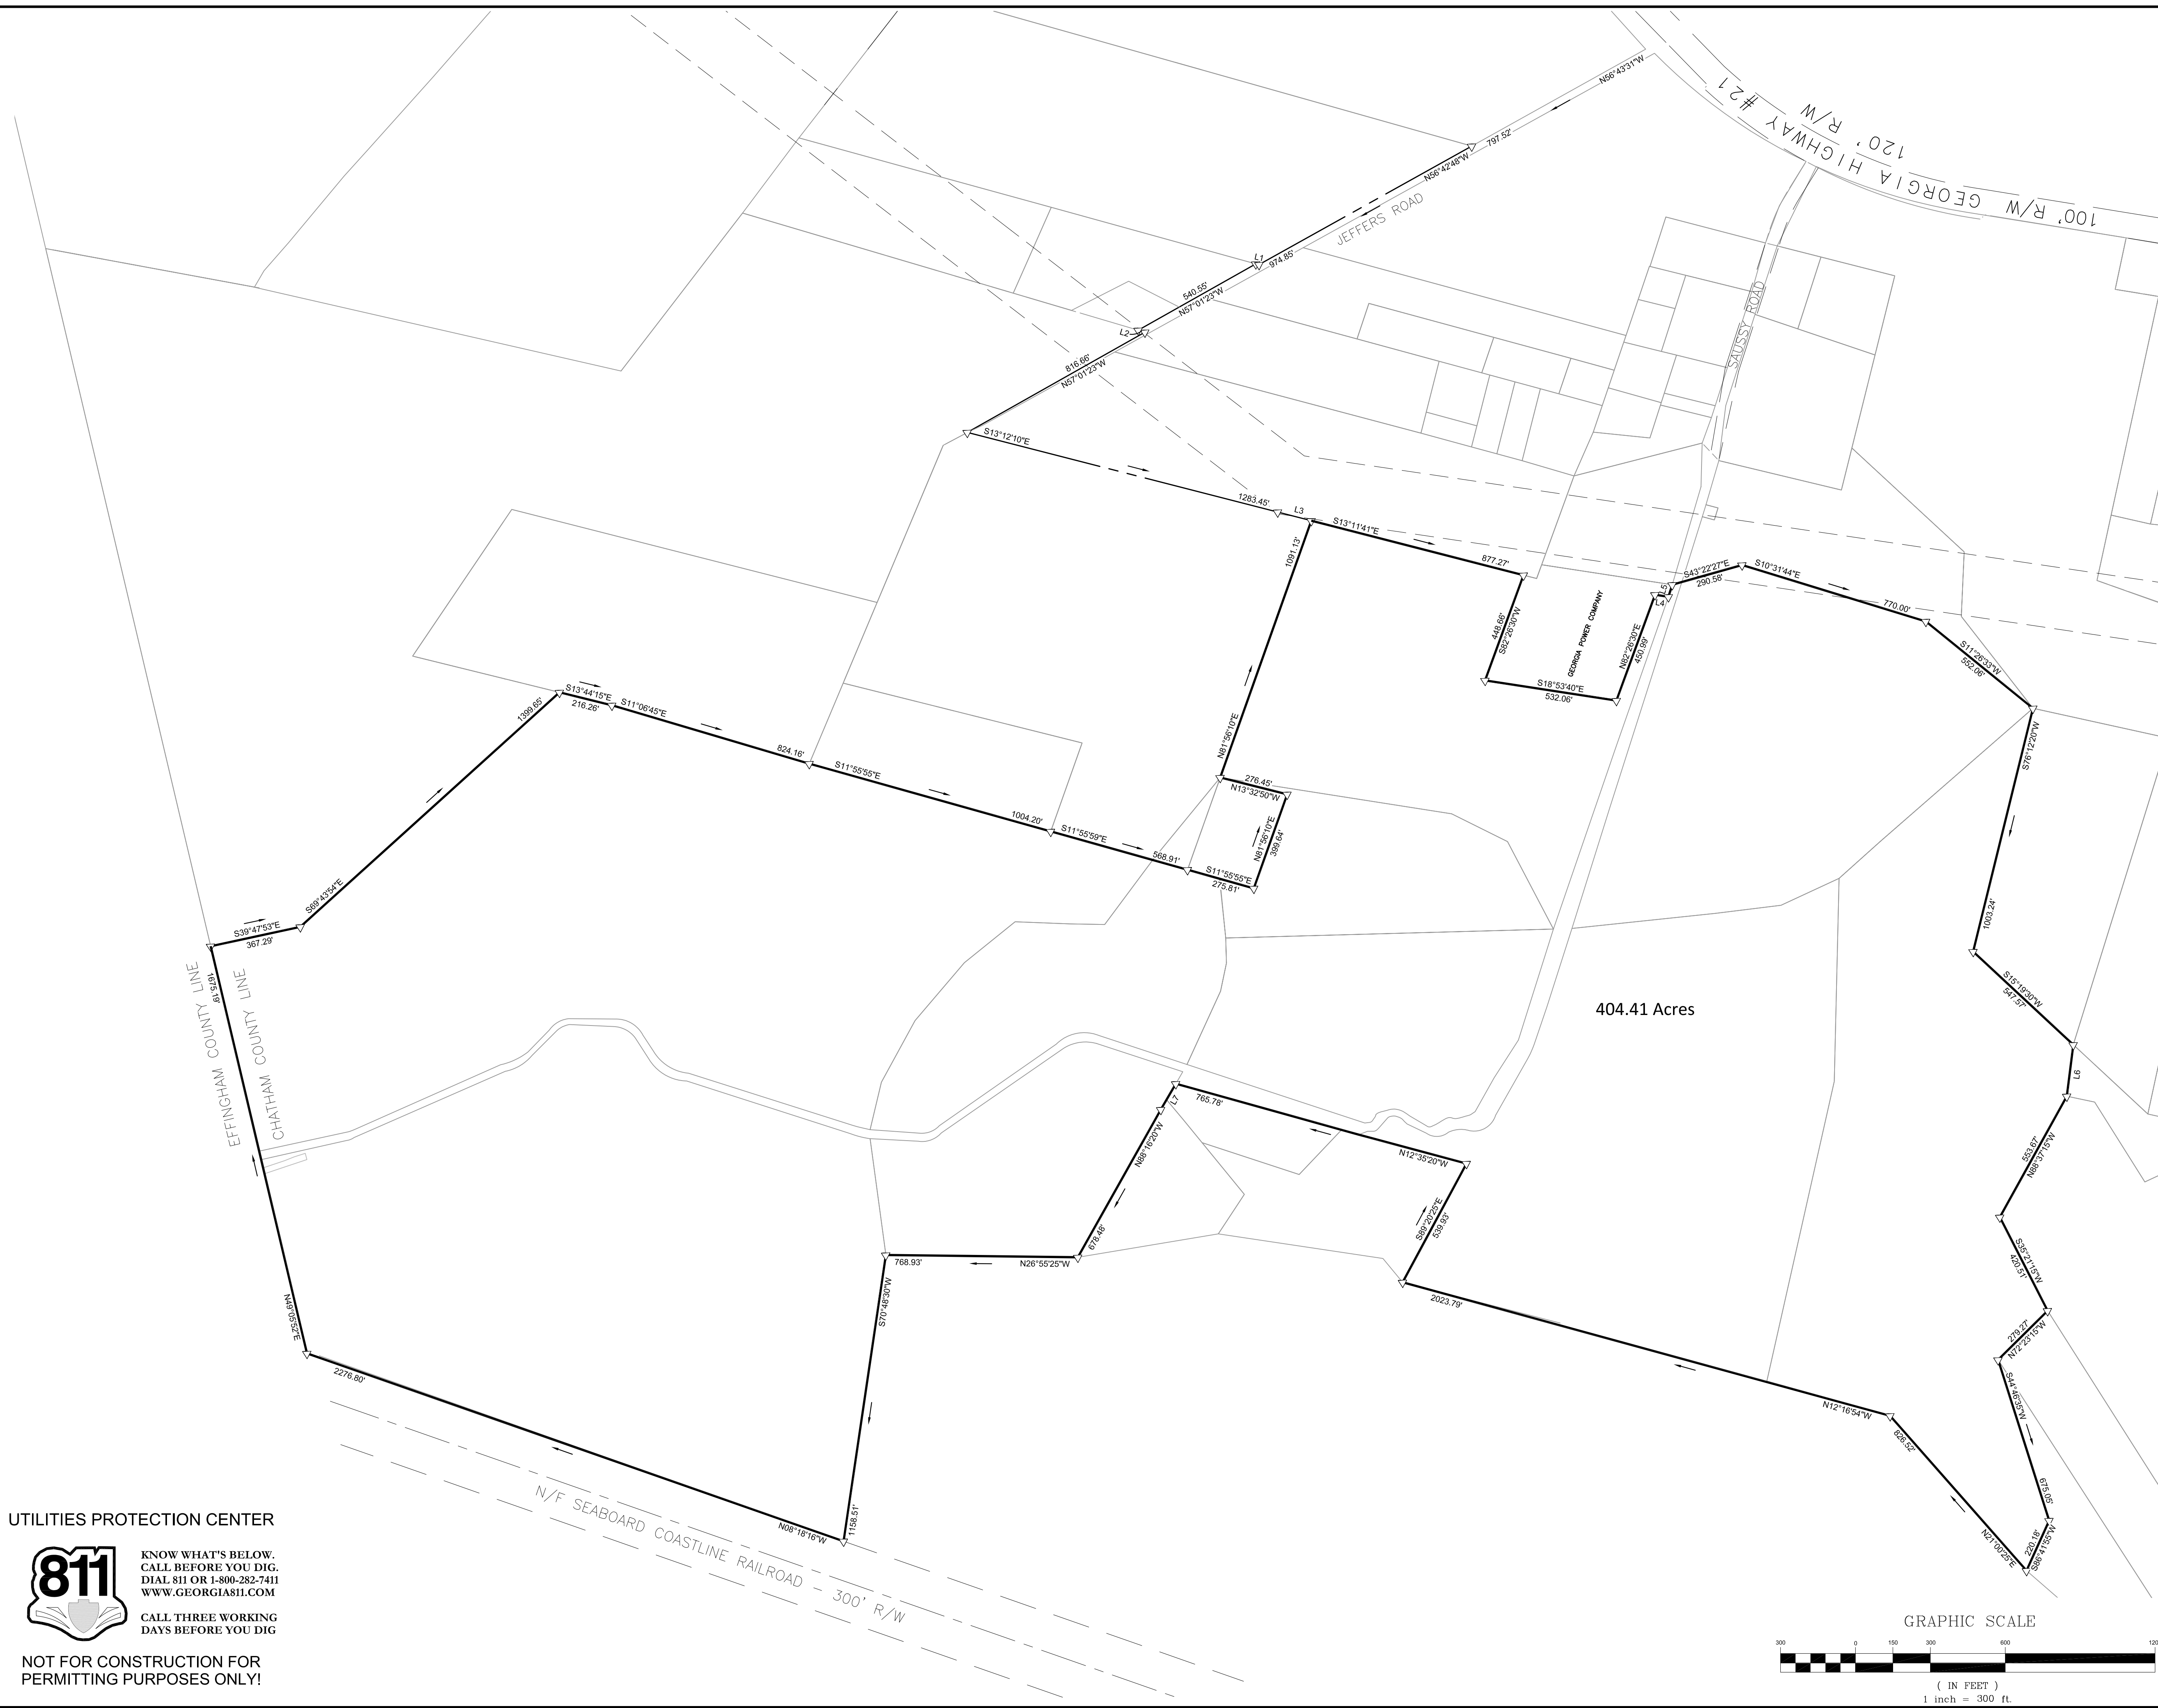 N56°43'31"W
797.52'
N56°42'48"W
JEFFERS ROAD
974.85'
L1
540.55'
N57°01'23"W
L2
816.66'
N57°01'23"W
GEORGIA HIGHWAY #21
120' R/W
100' R/W
SAUSSY ROAD
S13°12'10"E
1283.45'
L3
S13°11'41"E
877.27'
1091.13'
N81°56'10"E
448.66'
S82°26'30"W
GEORGIA POWER COMPANY
S18°53'40"E
532.06'
N82°26'30"E
450.99'
L4
L5
S43°22'27"E
290.58'
S10°31'44"E
770.00'
S11°26'33"W
552.06'
S76°12'20"W
1003.24'
S15°19'30"W
547.57'
L6
553.67'
N88°37'15"W
S35°21'15"W
420.51'
279.27'
N72°23'15"W
S44°46'35"W
675.05'
220.18'
S86°41'55"W
N21°00'25"E
826.52'
N12°16'54"W
2023.79'
S89°20'25"E
539.93'
N12°35'20"W
765.78'
L7
N88°16'20"W
678.48'
N26°55'25"W
768.93'
S70°48'30"W
1158.51'
N08°18'16"W
2276.80'
N49°05'52"E
1675.19'
EFFINGHAM COUNTY LINE
CHATHAM COUNTY LINE
S39°47'53"E
367.29'
S69°43'54"E
1399.65'
S13°44'15"E
216.26'
S11°06'45"E
824.16'
S11°55'55"E
1004.20'
S11°55'59"E
568.91'
S11°55'55"E
275.81'
N81°56'10"E
399.64'
276.45'
N13°32'50"W
404.41 Acres
N/F SEABOARD COASTLINE RAILROAD - 300' R/W
UTILITIES PROTECTION CENTER
811
KNOW WHAT'S BELOW.
CALL BEFORE YOU DIG.
DIAL 811 OR 1-800-282-7411
WWW.GEORGIA811.COM
CALL THREE WORKING
DAYS BEFORE YOU DIG
NOT FOR CONSTRUCTION FOR
PERMITTING PURPOSES ONLY!
GRAPHIC SCALE
300 0 150 300 600 120
( IN FEET )
1 inch = 300 ft.